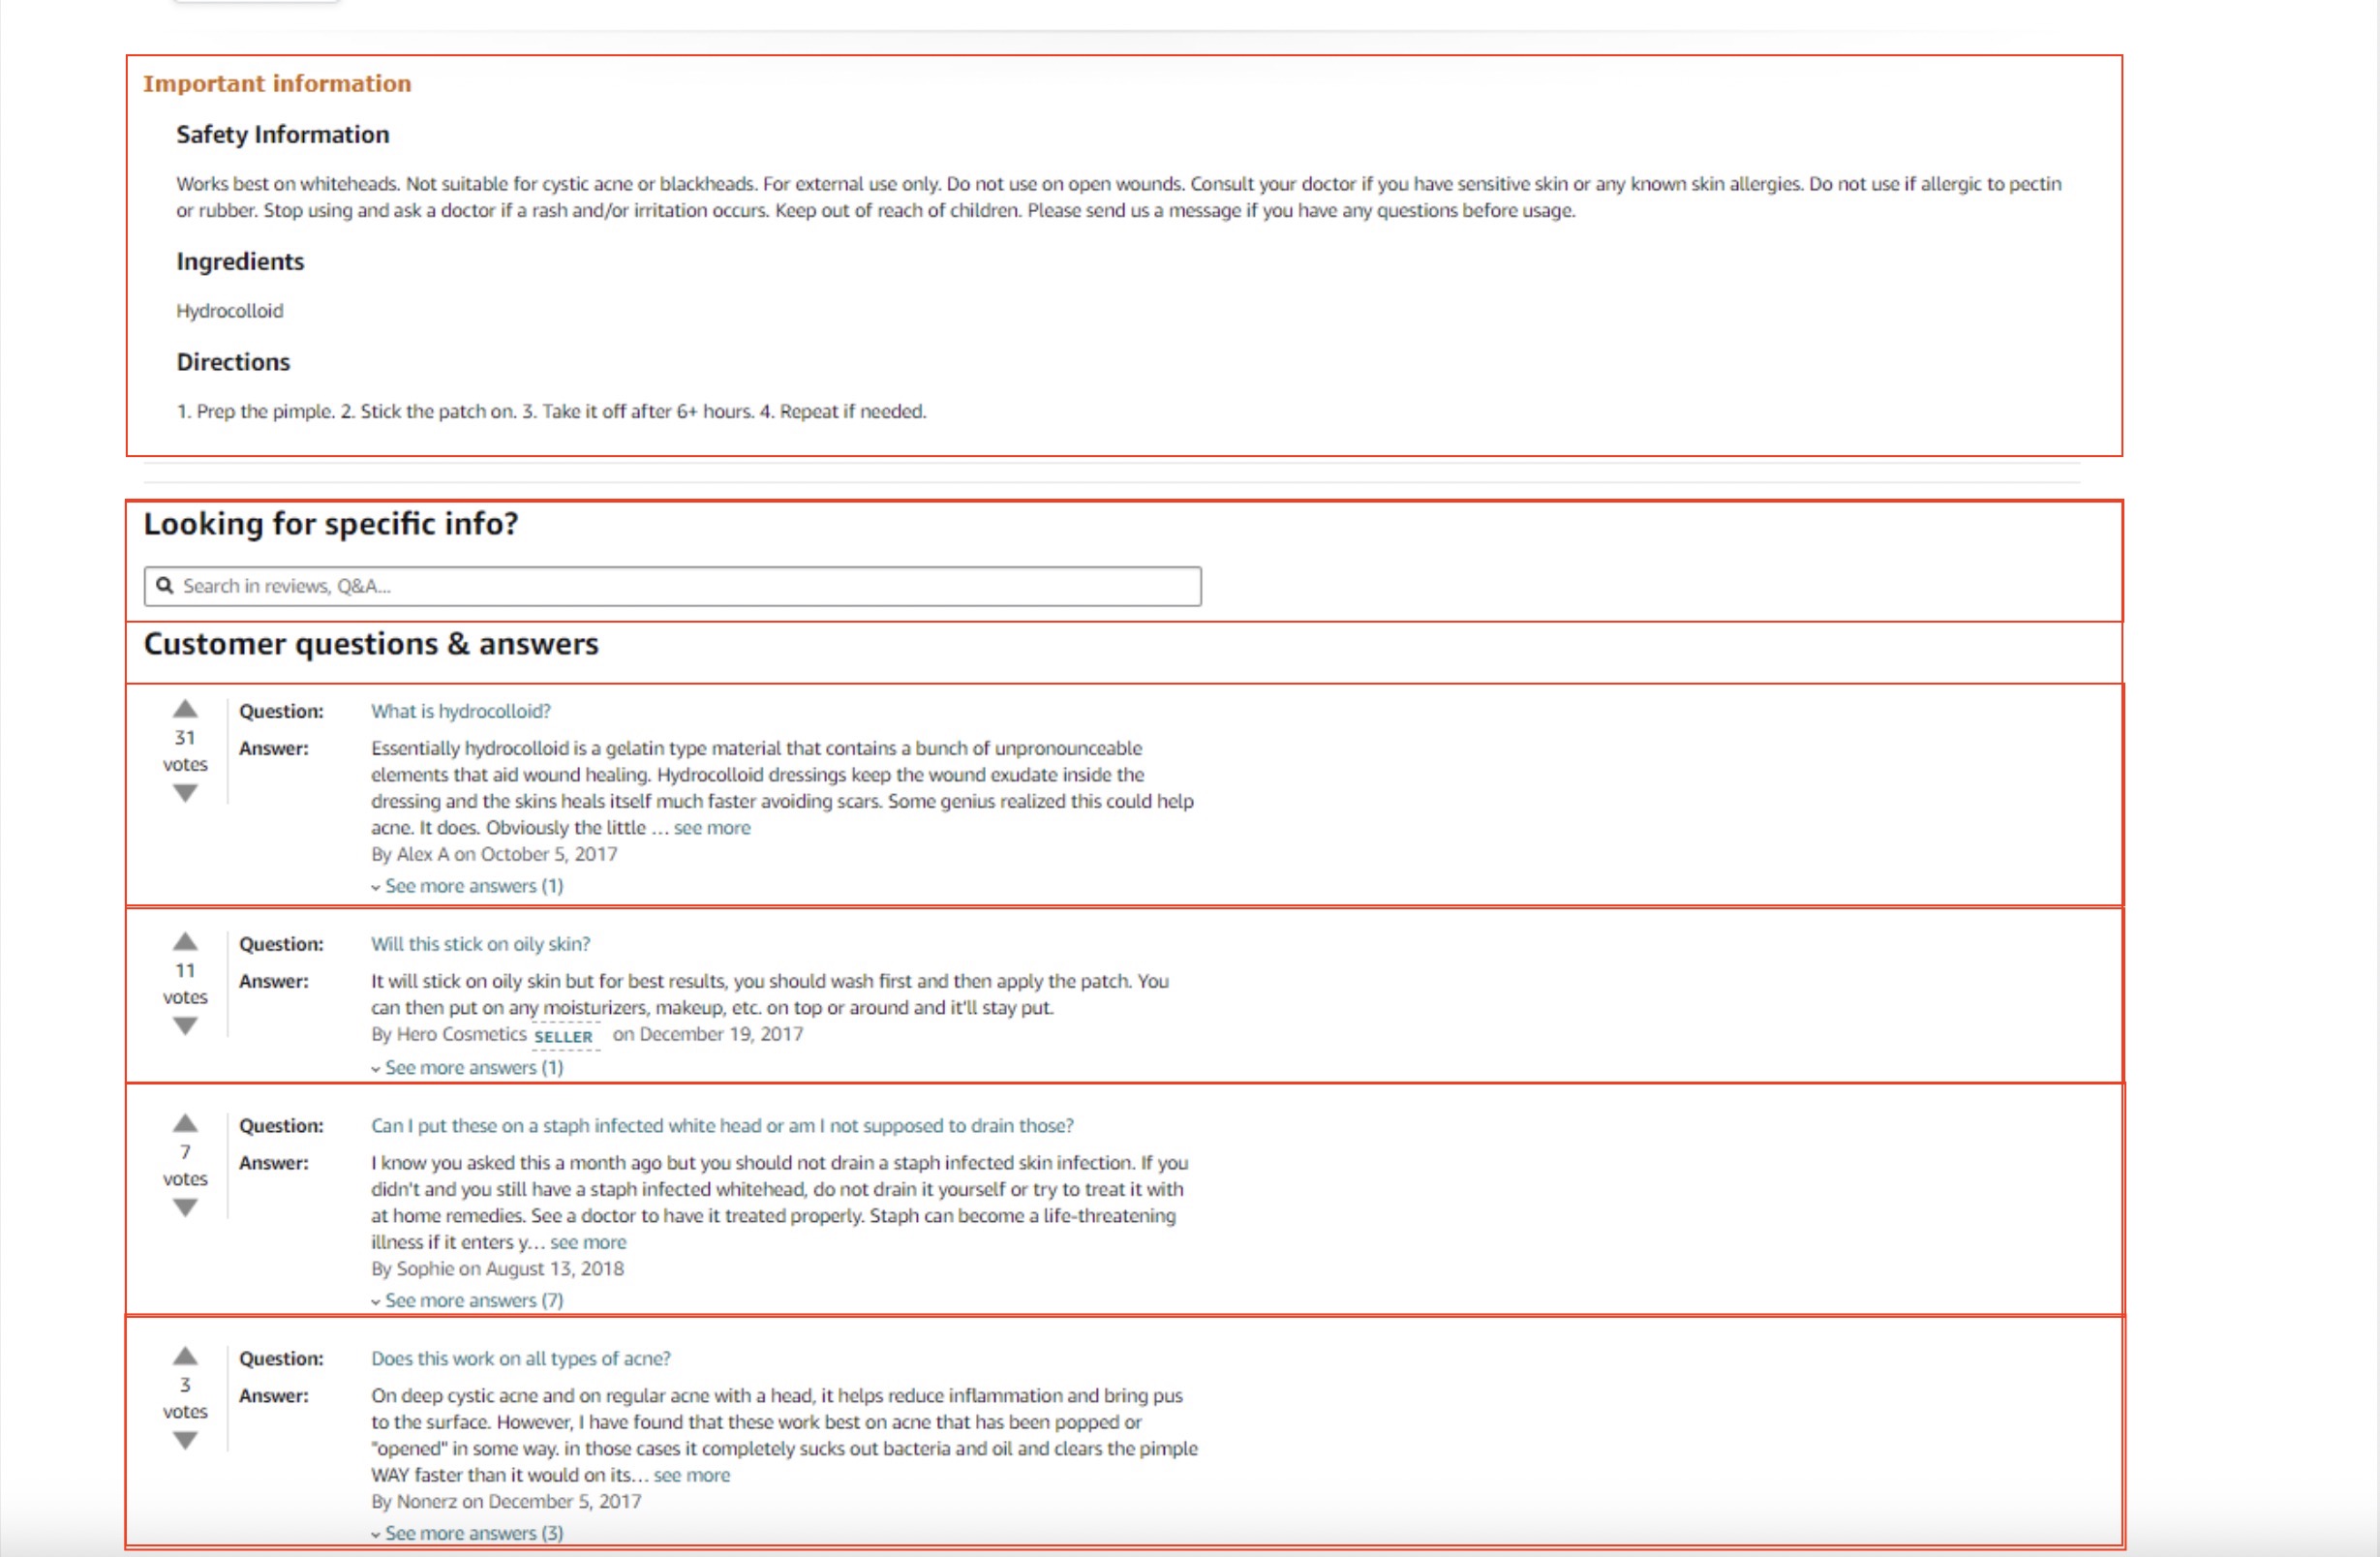 Important information
Safety Information
Works best on whiteheads. Not suitable for cystic acne or blackheads. For external use only. Do not use on open wounds. Consult your doctor if you have sensitive skin or any known skin allergies. Do not use if allergic to pectin
or rubber. Stop using and ask a doctor if a rash and/or irritation occurs. Keep out of reach of children. Please send us a message if you have any questions before usage.
Ingredients
Hydrocolloid
Directions
1. Prep the pimple. 2. Stick the patch on. 3. Take it off after 6+ hours. 4. Repeat if needed.
Looking for specific info?
Search in reviews, Q&A...
Customer questions & answers
31
votes
Question: What is hydrocolloid?
Answer: Essentially hydrocolloid is a gelatin type material that contains a bunch of unpronounceable
elements that aid wound healing. Hydrocolloid dressings keep the wound exudate inside the
dressing and the skins heals itself much faster avoiding scars. Some genius realized this could help
acne. It does. Obviously the little ... see more
By Alex A on October 5, 2017
See more answers (1)
11
votes
Question: Will this stick on oily skin?
Answer: It will stick on oily skin but for best results, you should wash first and then apply the patch. You
can then put on any moisturizers, makeup, etc. on top or around and it'll stay put.
By Hero Cosmetics SELLER on December 19, 2017
See more answers (1)
7
votes
Question: Can I put these on a staph infected white head or am I not supposed to drain those?
Answer: I know you asked this a month ago but you should not drain a staph infected skin infection. If you
didn't and you still have a staph infected whitehead, do not drain it yourself or try to treat it with
at home remedies. See a doctor to have it treated properly. Staph can become a life-threatening
illness if it enters y... see more
By Sophie on August 13, 2018
See more answers (7)
3
votes
Question: Does this work on all types of acne?
Answer: On deep cystic acne and on regular acne with a head, it helps reduce inflammation and bring pus
to the surface. However, I have found that these work best on acne that has been popped or
"opened" in some way. in those cases it completely sucks out bacteria and oil and clears the pimple
WAY faster than it would on its... see more
By Nonerz on December 5, 2017
See more answers (3)